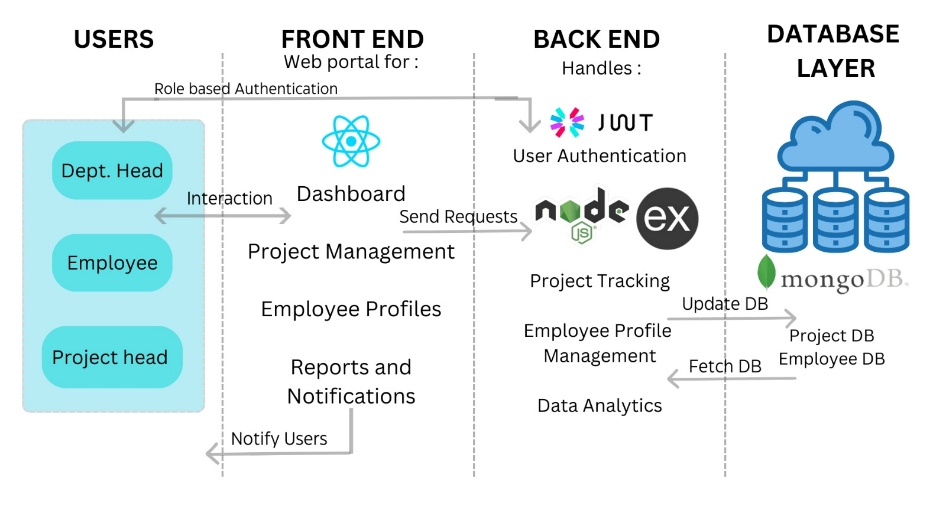 USERS
FRONT END
Web portal for :
BACK END
Handles :
DATABASE
LAYER
Role based Authentication
JWT
User Authentication
Dept. Head
Interaction
Dashboard
Send Requests
node
JS
ex
Employee
Project Management
Project Tracking
mongoDB.
Update DB
Employee Profiles
Employee Profile
Management
Project DB
Employee DB
Project head
Reports and
Notifications
Fetch DB
Data Analytics
Notify Users